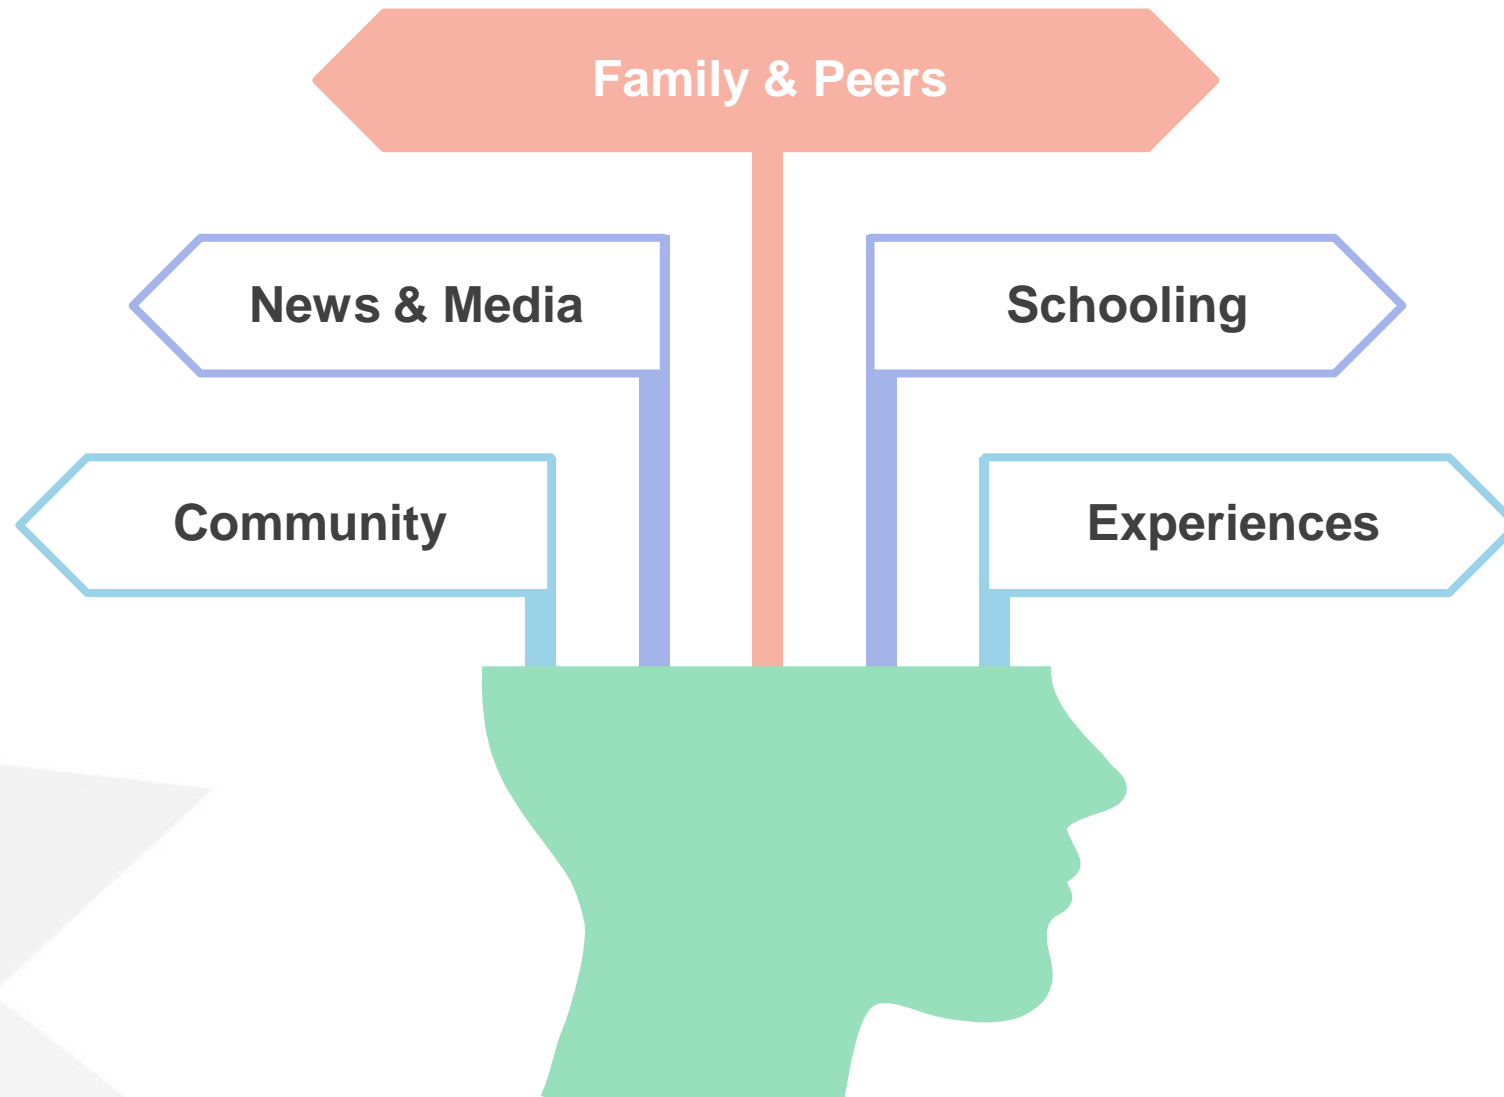 Family & Peers
News & Media
Schooling
Community
Experiences